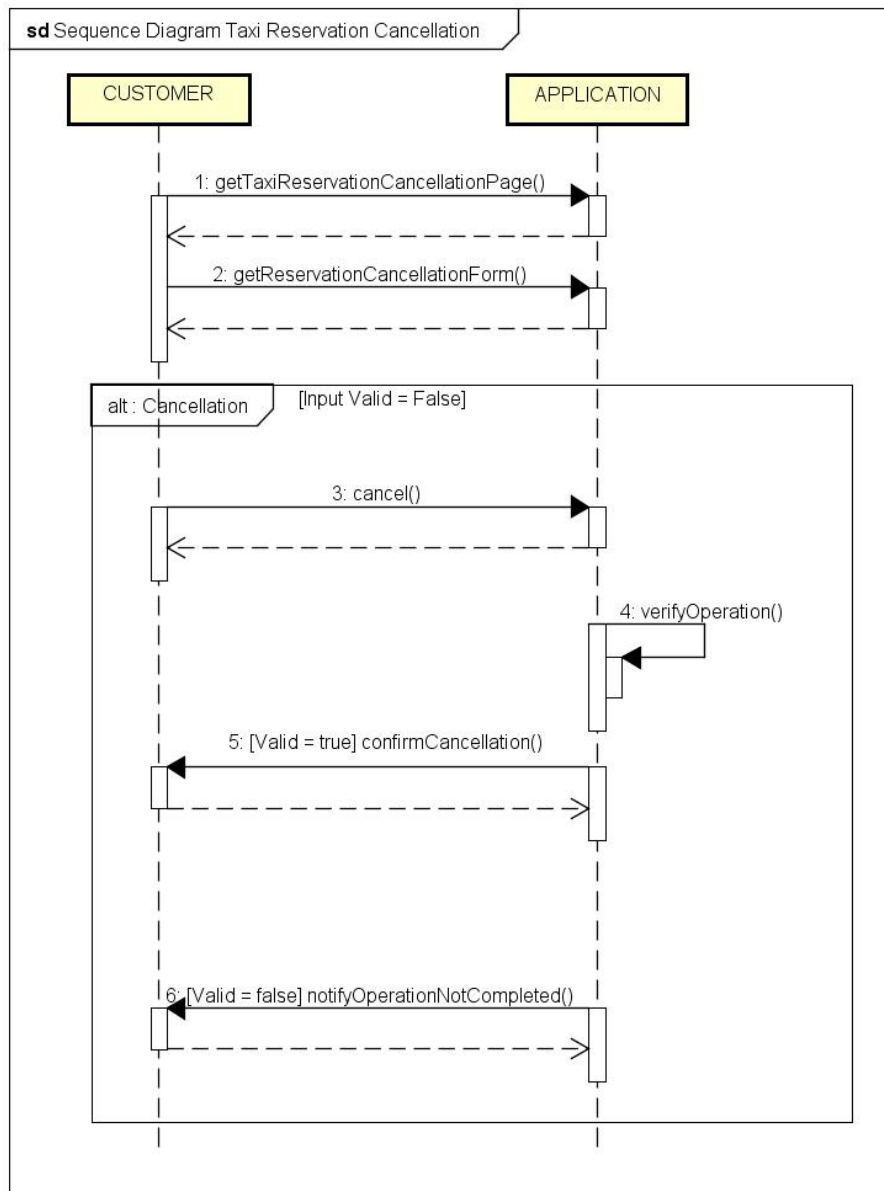 sd Sequence Diagram Taxi Reservation Cancellation
CUSTOMER
APPLICATION
1: getTaxiReservationCancellationPage()
2: getReservationCancellationForm()
alt : Cancellation
[Input Valid = False]
3: cancel()
4: verifyOperation()
5: [Valid = true] confirmCancellation()
6: [Valid = false] notifyOperationNotCompleted()